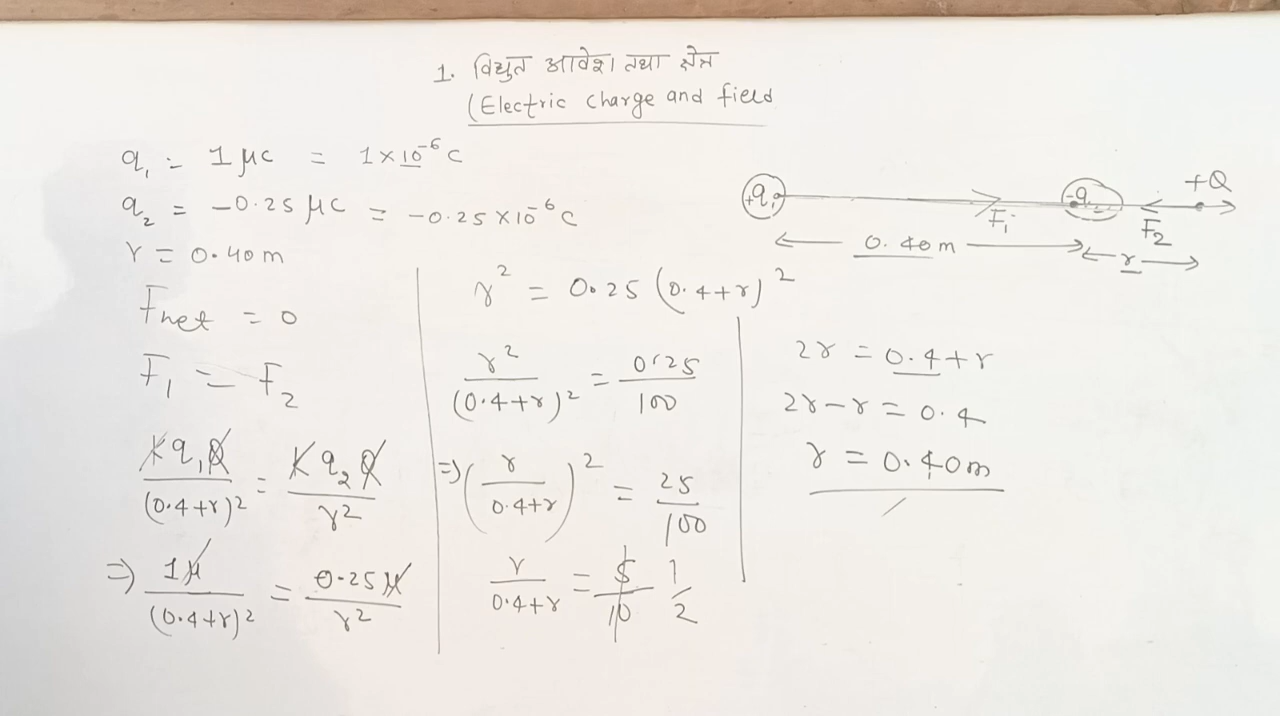 1. विद्युत आवेश तथा क्षेत्र
(Electric charge and field
q₁ = 1 μC = 1×10⁻⁶ C
q₂ = -0.25 μC = -0.25×10⁻⁶ C
r = 0.40m
Fnet = 0
F₁ = F₂
Kq₁Q/(0.4+r)² = Kq₂Q/r²
⇒ 1μ/(0.4+r)² = 0.25μ/r²
+q₁ F₁ -q F₂ +Q
0.40m r
r² = 0.25 (0.4+r)²
r²/(0.4+r)² = 0.25/100
⇒ (r/0.4+r)² = 25/100
r/0.4+r = 5/10 1/2
2r = 0.4+r
2r-r = 0.4
r = 0.40m